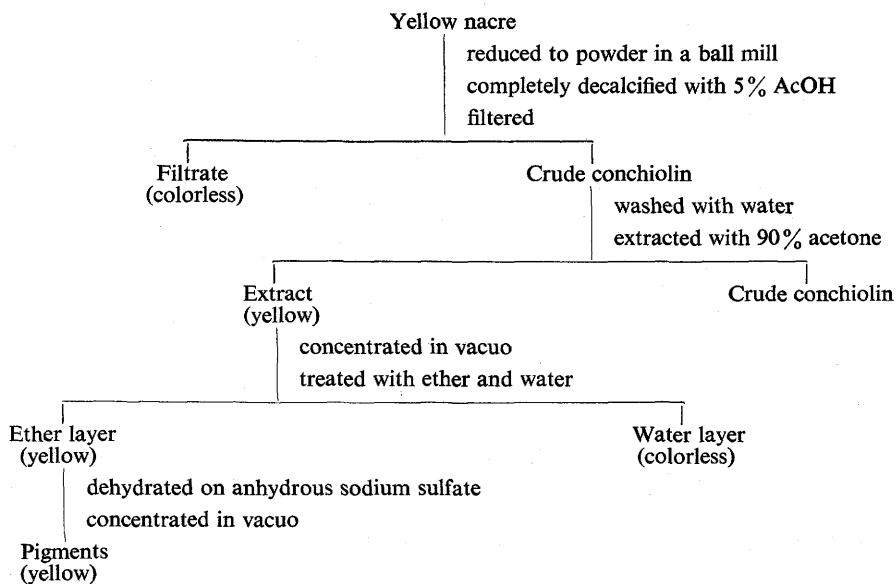 Yellow nacre
reduced to powder in a ball mill
completely decalcified with 5% AcOH
filtered
Filtrate
(colorless)
Crude conchiolin
washed with water
extracted with 90% acetone
Extract
(yellow)
Crude conchiolin
concentrated in vacuo
treated with ether and water
Ether layer
(yellow)
Water layer
(colorless)
dehydrated on anhydrous sodium sulfate
concentrated in vacuo
Pigments
(yellow)